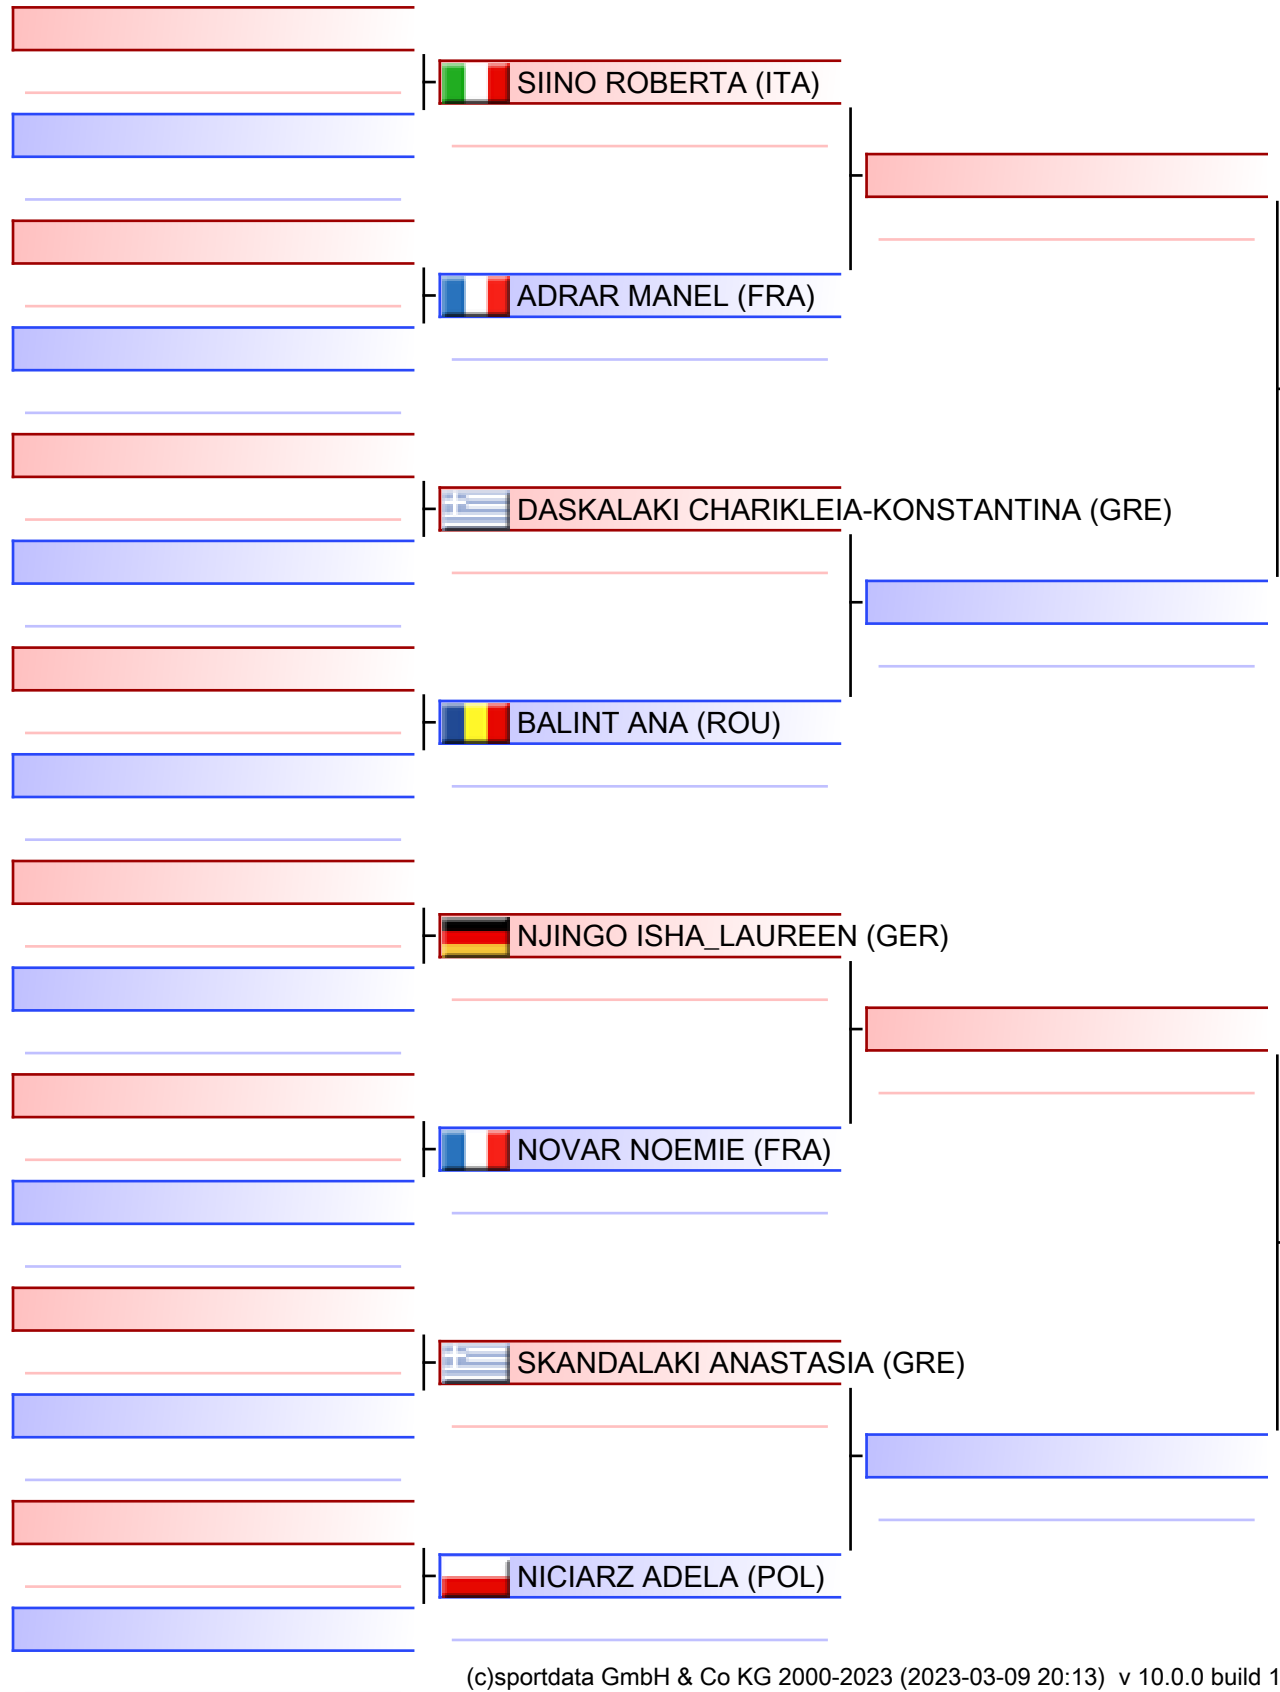 SIINO ROBERTA (ITA)
ADRAR MANEL (FRA)
DASKALAKI CHARIKLEIA-KONSTANTINA (GRE)
BALINT ANA (ROU)
NJINGO ISHA_LAUREEN (GER)
NOVAR NOEMIE (FRA)
SKANDALAKI ANASTASIA (GRE)
NICIARZ ADELA (POL)
(c)sportdata GmbH & Co KG 2000-2023 (2023-03-09 20:13) v 10.0.0 build 1